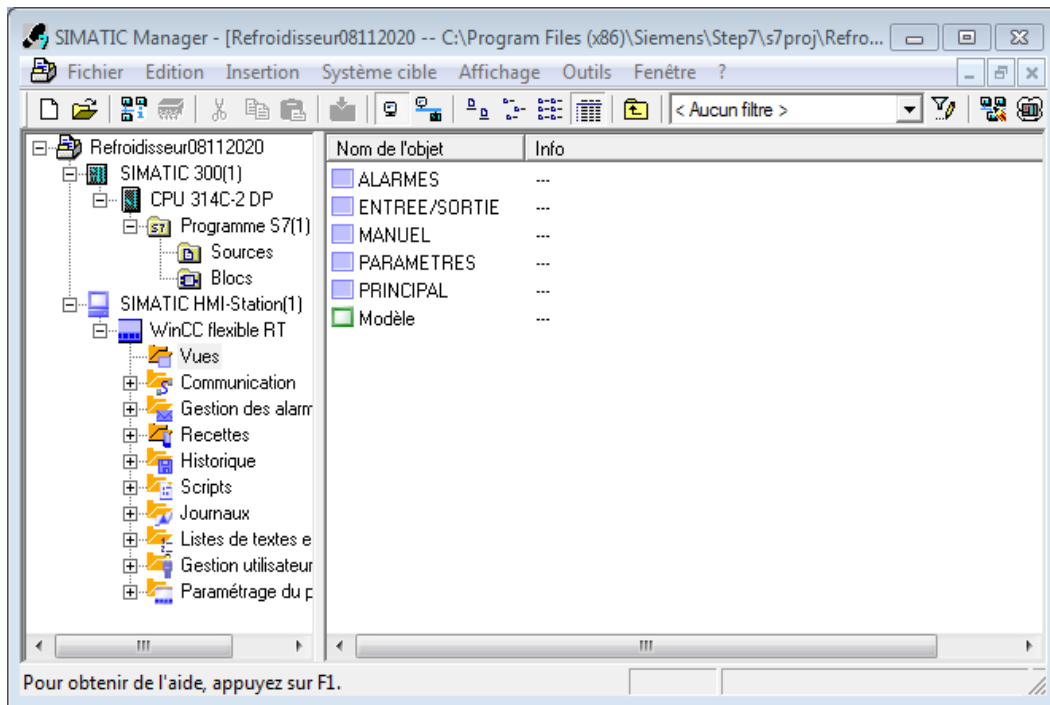 SIMATIC Manager - [Refroidisseur08112020 -- C:\Program Files (x86)\Siemens\Step7\s7proj\Refro...
Fichier Edition Insertion Système cible Affichage Outils Fenêtre ?
< Aucun filtre >
Refroidisseur08112020
SIMATIC 300(1)
CPU 314C-2 DP
Programme S7(1)
Sources
Blocs
SIMATIC HMI-Station(1)
WinCC flexible RT
Vues
Communication
Gestion des alarm
Recettes
Historique
Scripts
Journaux
Listes de textes e
Gestion utilisateur
Paramétrage du p
Nom de l'objet Info
ALARMES ---
ENTREE/SORTIE ---
MANUEL ---
PARAMETRES ---
PRINCIPAL ---
Modèle ---
Pour obtenir de l'aide, appuyez sur F1.